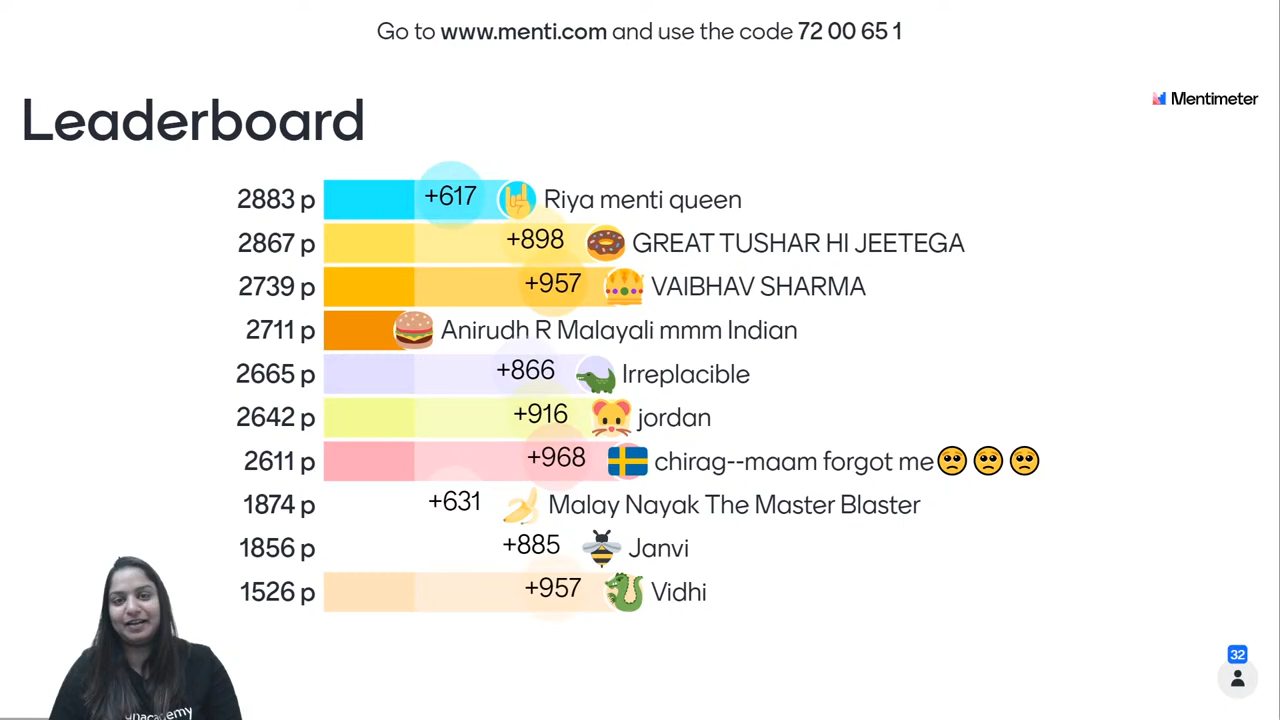 Go to www.menti.com and use the code 72 00 65 1
Mentimeter
Leaderboard
2883 p +617 Riya menti queen
2867 p +898 GREAT TUSHAR HI JEETEGA
2739 p +957 VAIBHAV SHARMA
2711 p Anirudh R Malayali mmm Indian
2665 p +866 Irreplacible
2642 p +916 jordan
2611 p +968 chirag--maam forgot me🥺🥺🥺
1874 p +631 Malay Nayak The Master Blaster
1856 p +885 Janvi
1526 p +957 Vidhi
32